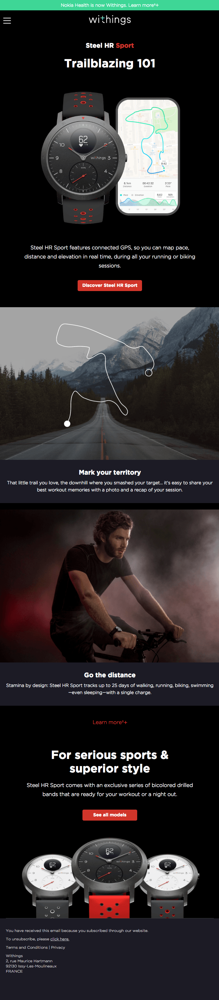 Nokia Health is now Withings. Learn more†+
withings
Steel HR Sport
Trailblazing 101
62
10
2
9
withings 3
8
4
100%
END
8:42
8.1km
00:42:32
3'20"
Distance
Duration
Pace
Pace
Elevation
5:02
10ft
Steel HR Sport features connected GPS, so you can map pace,
distance and elevation in real time, during all your running or biking
sessions.
Discover Steel HR Sport
Mark your territory
That little trail you love, the downhill where you smashed your target... it's easy to share your
best workout memories with a photo and a recap of your session.
Go the distance
Stamina by design: Steel HR Sport tracks up to 25 days of walking, running, biking, swimming
—even sleeping—with a single charge.
Learn more†+
For serious sports &
superior style
Steel HR Sport comes with an exclusive series of bicolored drilled
bands that are ready for your workout or a night out.
See all models
62
62
62
withings
withings 3
withings
You have received this email because you subscribed through our website.
To unsubscribe, please click here.
Terms and Conditions | Privacy
Withings
2, rue Maurice Hartmann
92130 Issy-Les-Moulineaux
FRANCE